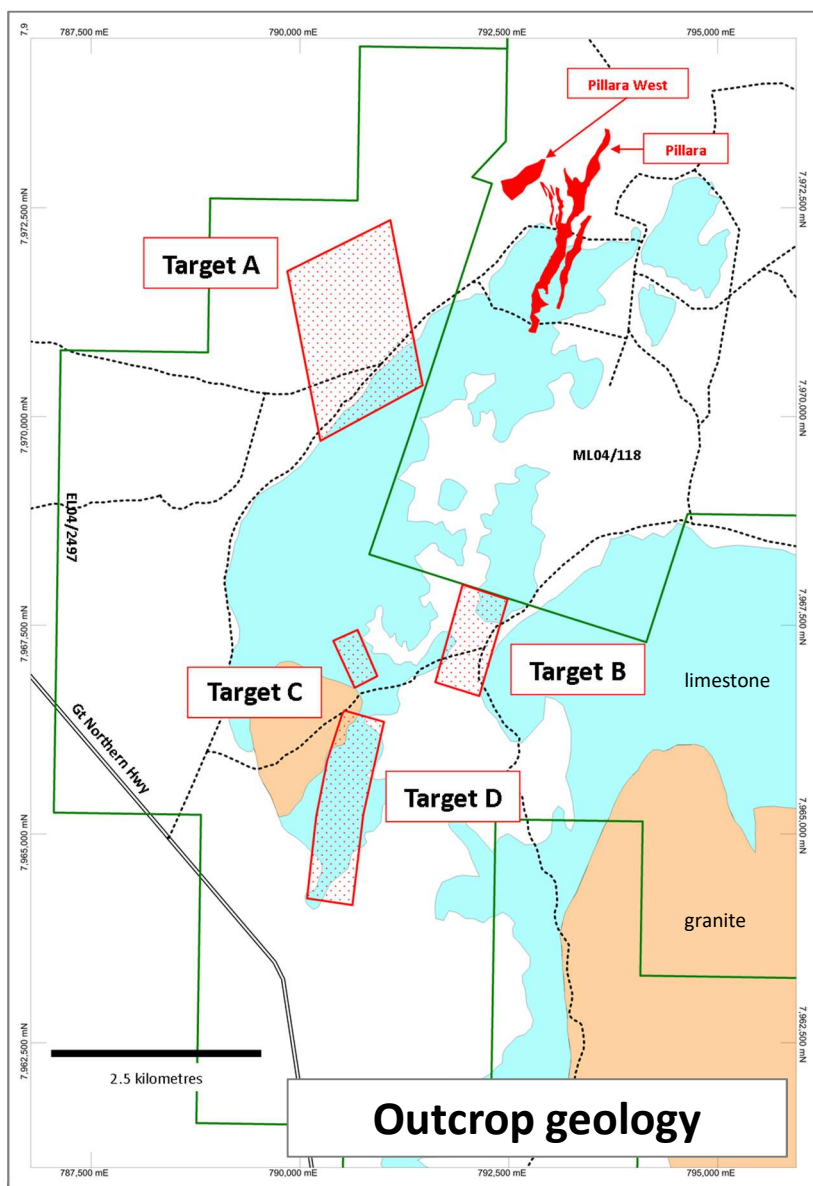 787,500 mE
790,000 mE
792,500 mE
795,000 mE
7,9
Pillara West
Pillara
7,972,500 mN
7,972,500 mN
Target A
7,970,000 mN
7,970,000 mN
ML04/118
EL04/2497
7,967,500 mN
7,967,500 mN
Target B
limestone
Target C
Gt Northern Hwy
Target D
7,965,000 mN
7,965,000 mN
granite
7,962,500 mN
7,962,500 mN
2.5 kilometres
Outcrop geology
787,500 mE
790,000 mE
792,500 mE
795,000 mE